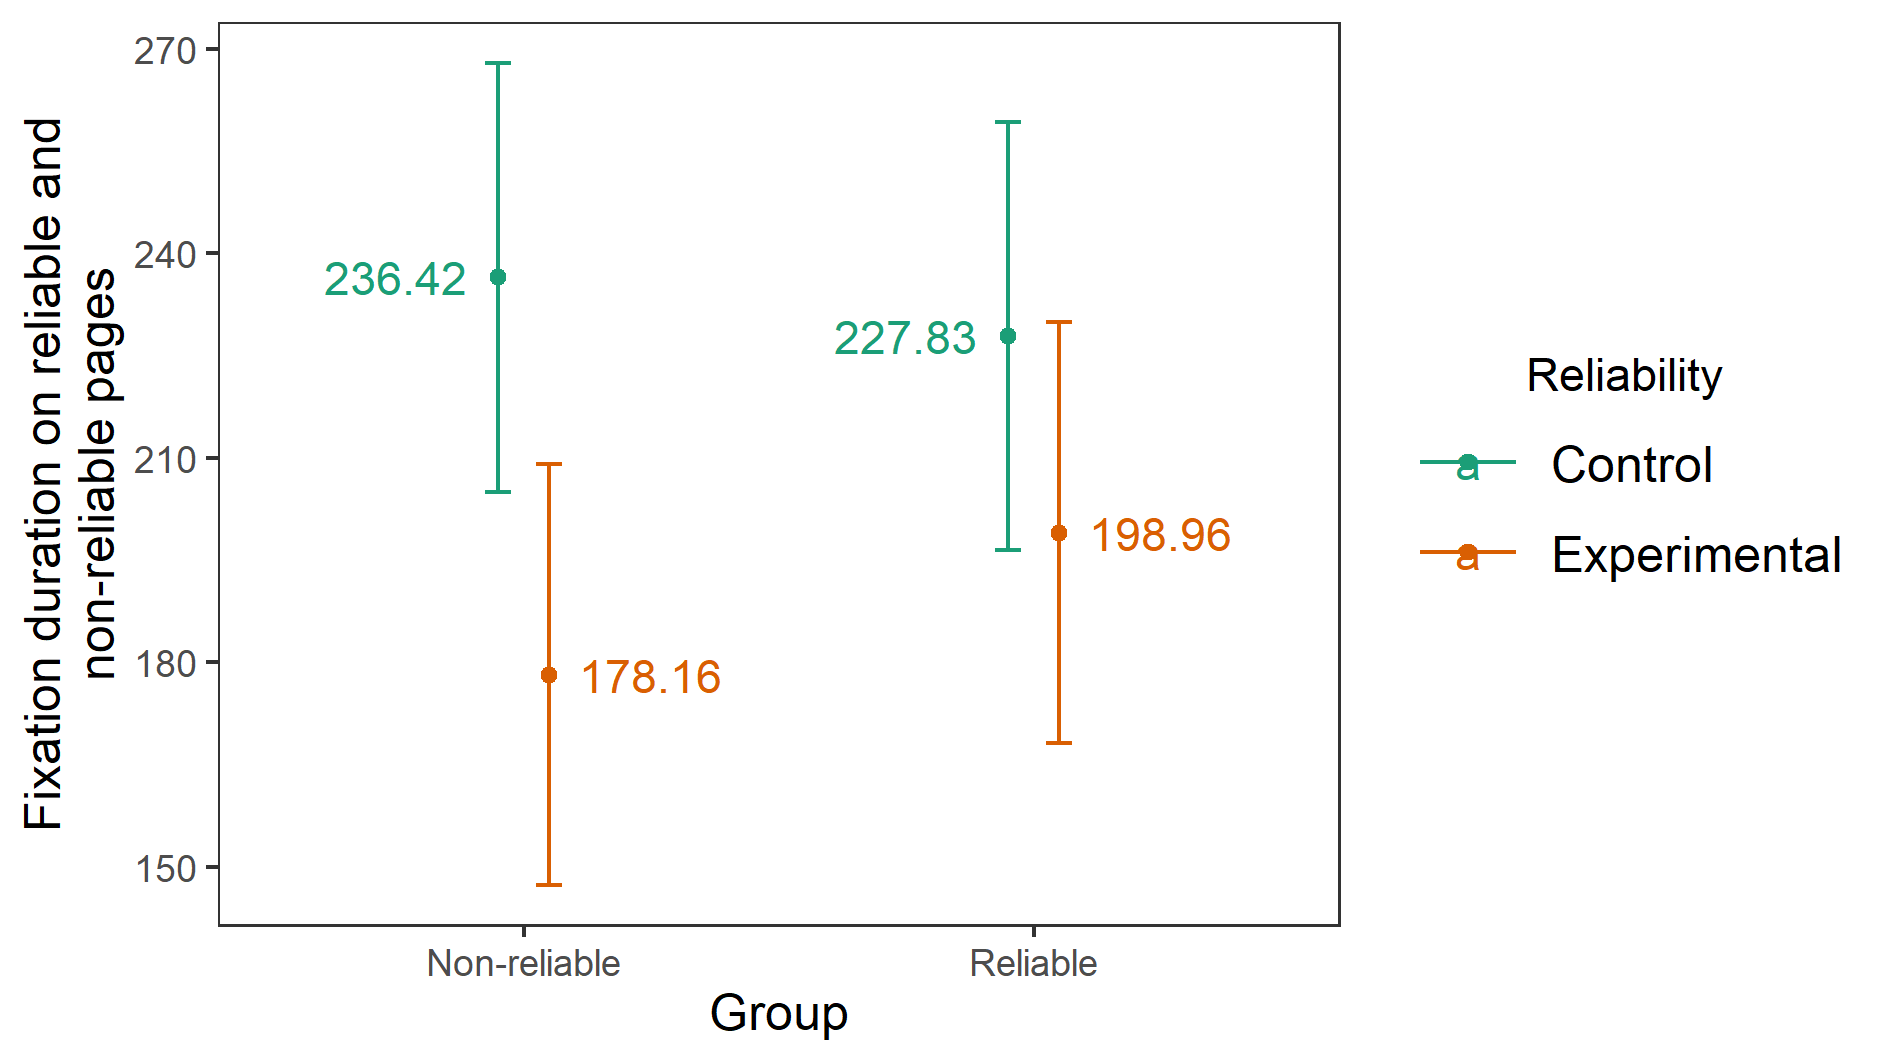 Fixation duration on reliable and
non-reliable pages
270
240
210
180
150
236.42
227.83
198.96
178.16
Non-reliable
Reliable
Group
Reliability
a Control
a Experimental